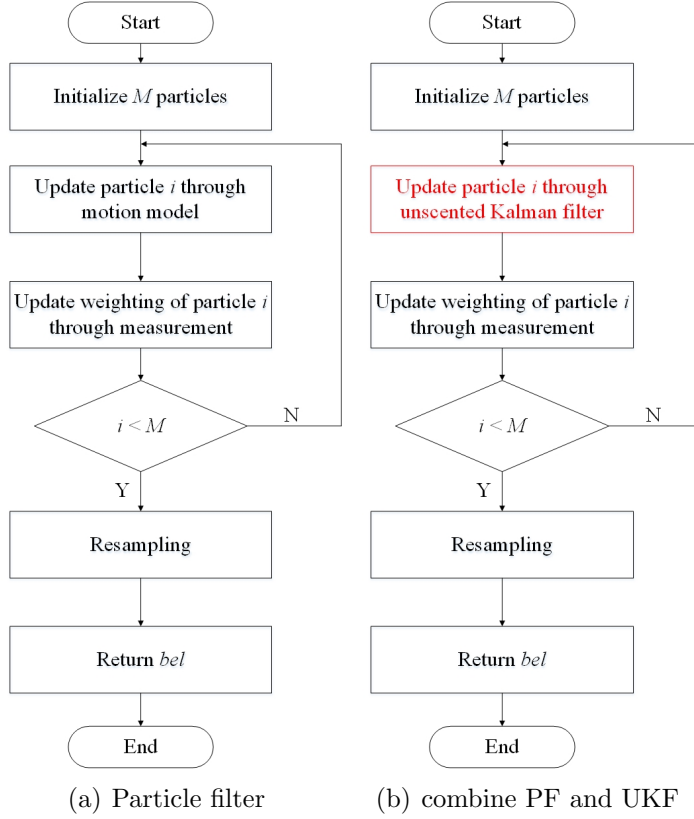 Start
Initialize M particles
Update particle i through
motion model
Update weighting of particle i
through measurement
i < M
N
Y
Resampling
Return bel
End
(a) Particle filter
Start
Initialize M particles
Update particle i through
unscented Kalman filter
Update weighting of particle i
through measurement
i < M
N
Y
Resampling
Return bel
End
(b) combine PF and UKF